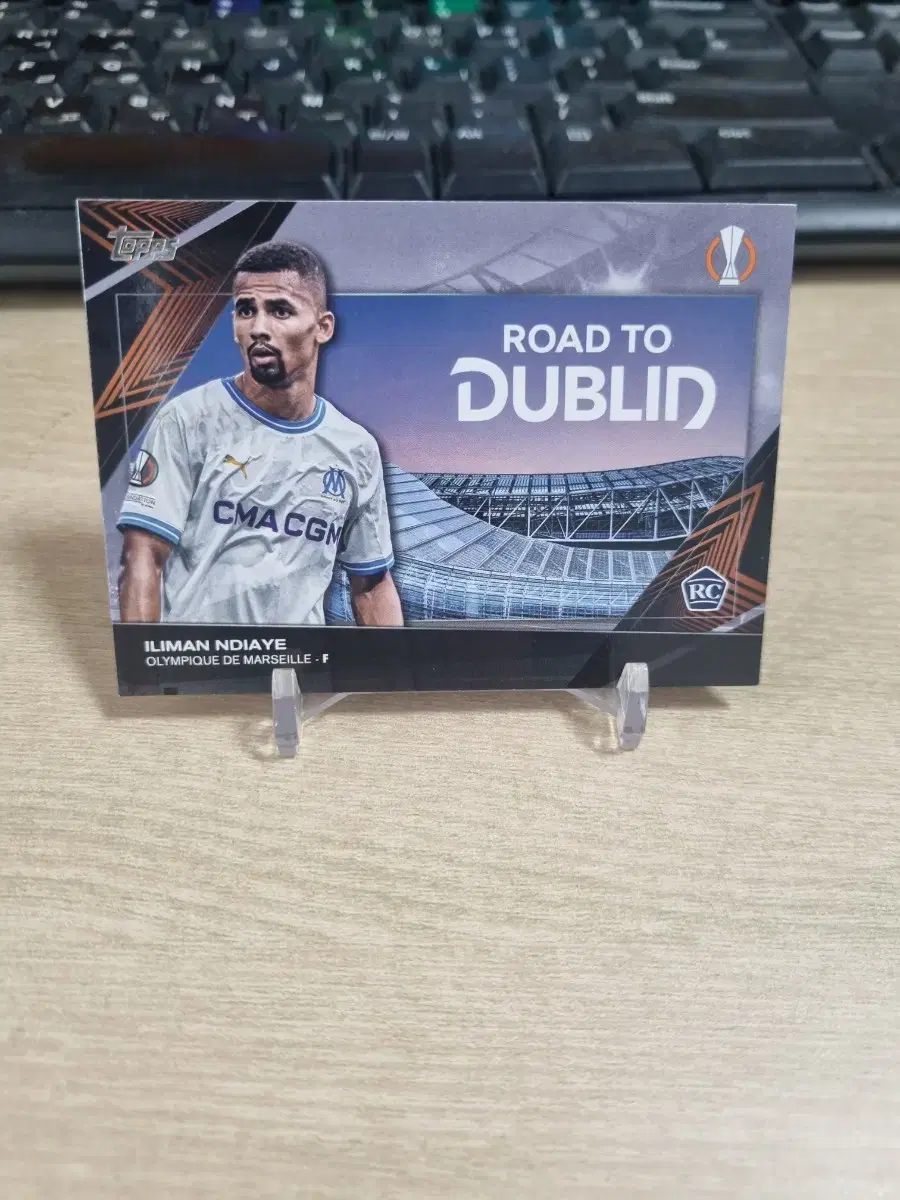 Topps
ROAD TO
DUBLIN
CMA CGM
RC
ILIMAN NDIAYE
OLYMPIQUE DE MARSEILLE - F